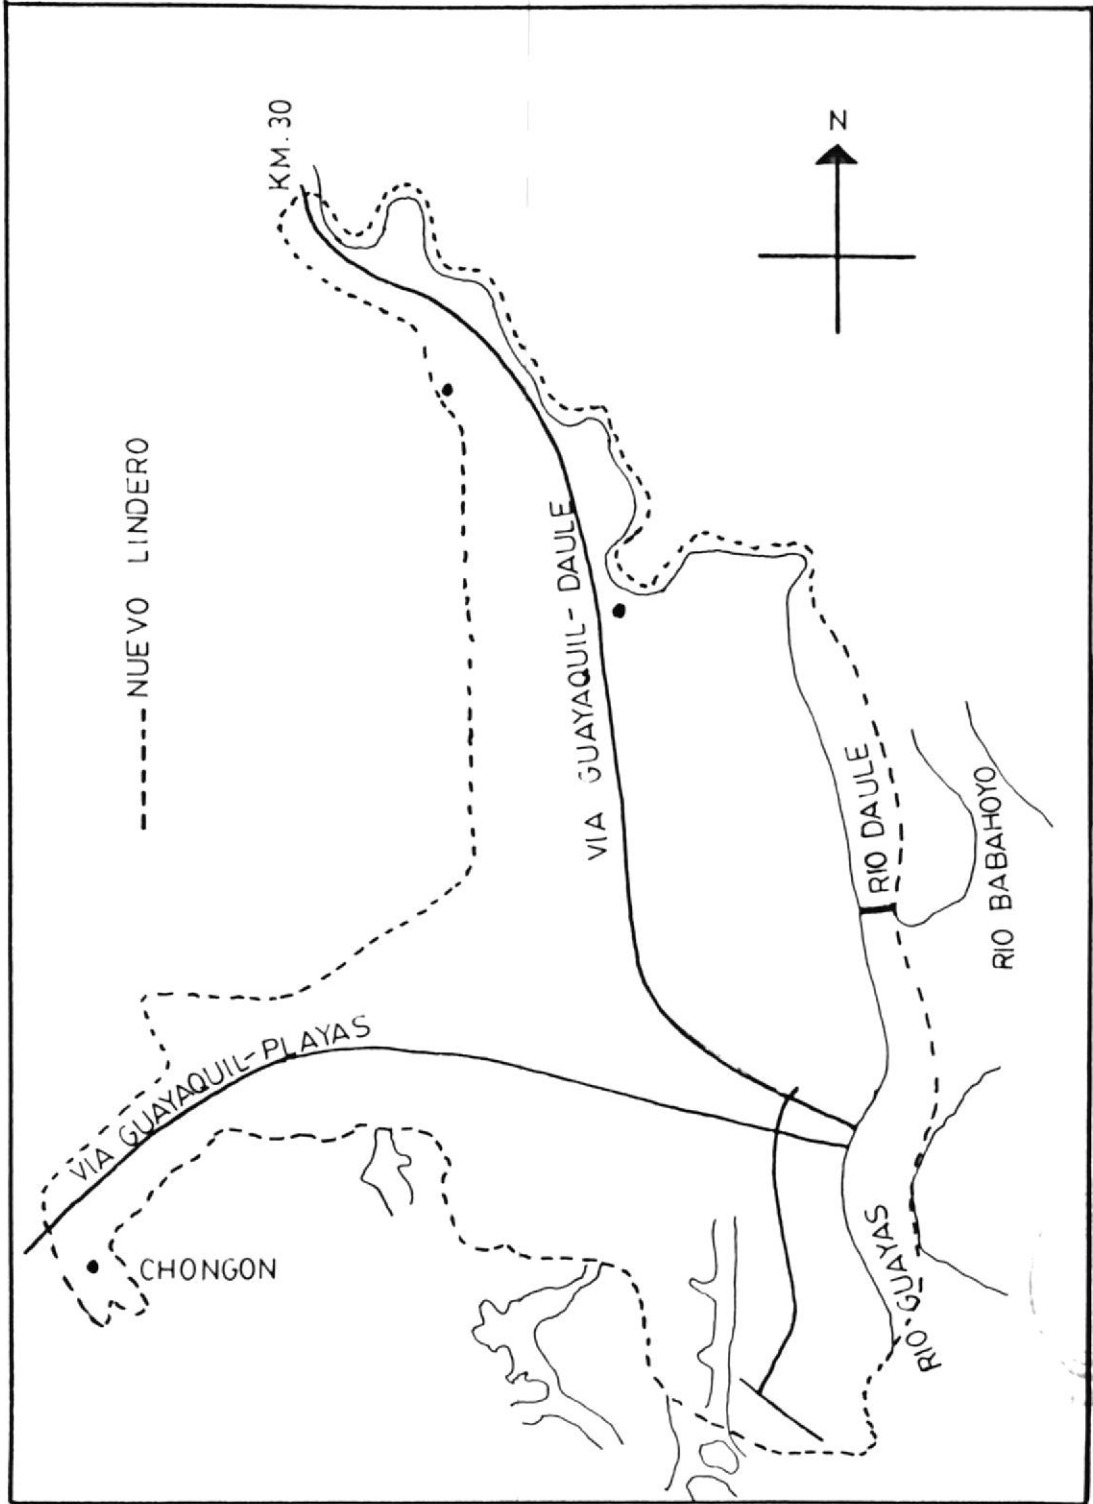 KM. 30
N
---- NUEVO LINDERO
VIA GUAYAQUIL - DAULE
RIO DAULE
RIO BABAHOYO
VIA GUAYAQUIL-PLAYAS
CHONGON
RIO GUAYAS